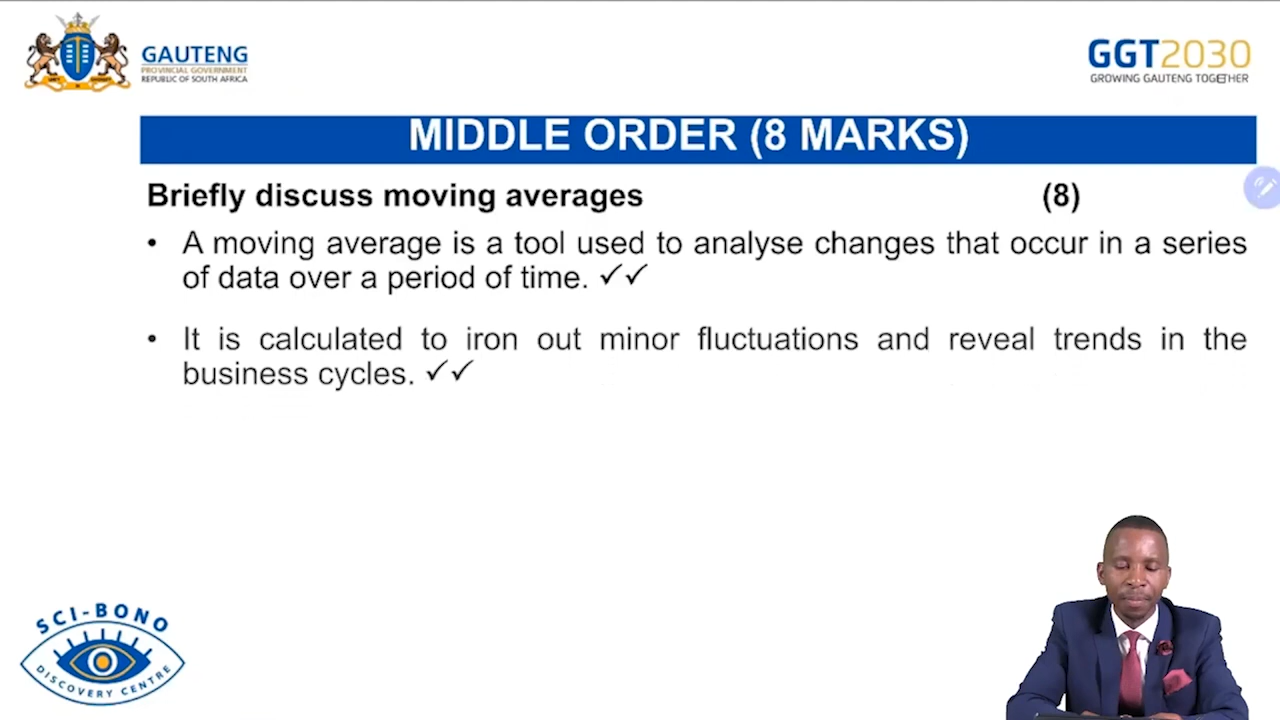 GAUTENG
PROVINCIAL GOVERNMENT
REPUBLIC OF SOUTH AFRICA
GGT2030
GROWING GAUTENG TOGETHER
MIDDLE ORDER (8 MARKS)
Briefly discuss moving averages (8)
• A moving average is a tool used to analyse changes that occur in a series
of data over a period of time. ✓✓
• It is calculated to iron out minor fluctuations and reveal trends in the
business cycles. ✓✓
SCI-BONO
DISCOVERY CENTRE